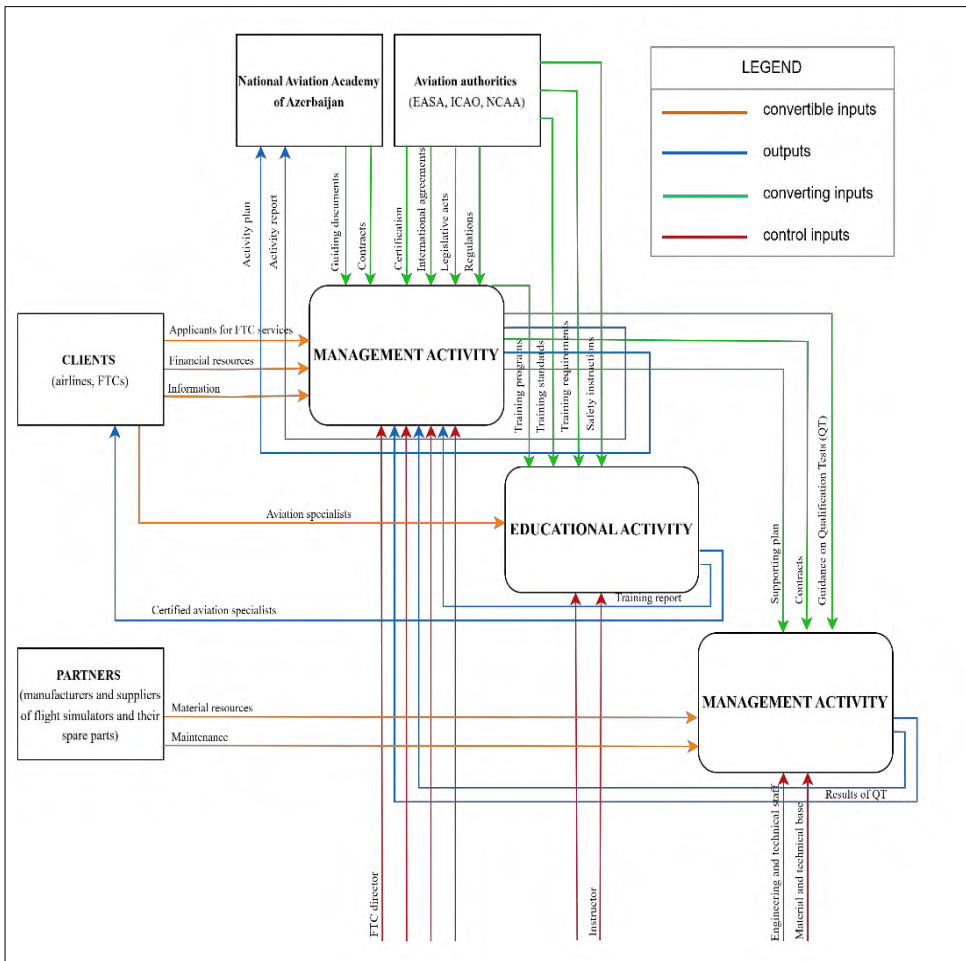 National Aviation Academy
of Azerbaijan
Aviation authorities
(EASA, ICAO, NCAA)
LEGEND
convertible inputs
outputs
converting inputs
control inputs
Activity plan
Activity report
Guiding documents
Contracts
Certification
International agreements
Legislative acts
Regulations
CLIENTS
(airlines, FTCs)
Applicants for FTC services
Financial resources
Information
MANAGEMENT ACTIVITY
Training programs
Training standards
Training requirements
Safety instructions
Aviation specialists
EDUCATIONAL ACTIVITY
Training report
Certified aviation specialists
Supporting plan
Contracts
Guidance on Qualification Tests (QT)
PARTNERS
(manufacturers and suppliers
of flight simulators and their
spare parts)
Material resources
Maintenance
MANAGEMENT ACTIVITY
Results of QT
FTC director
Instructor
Engineering and technical staff
Material and technical base